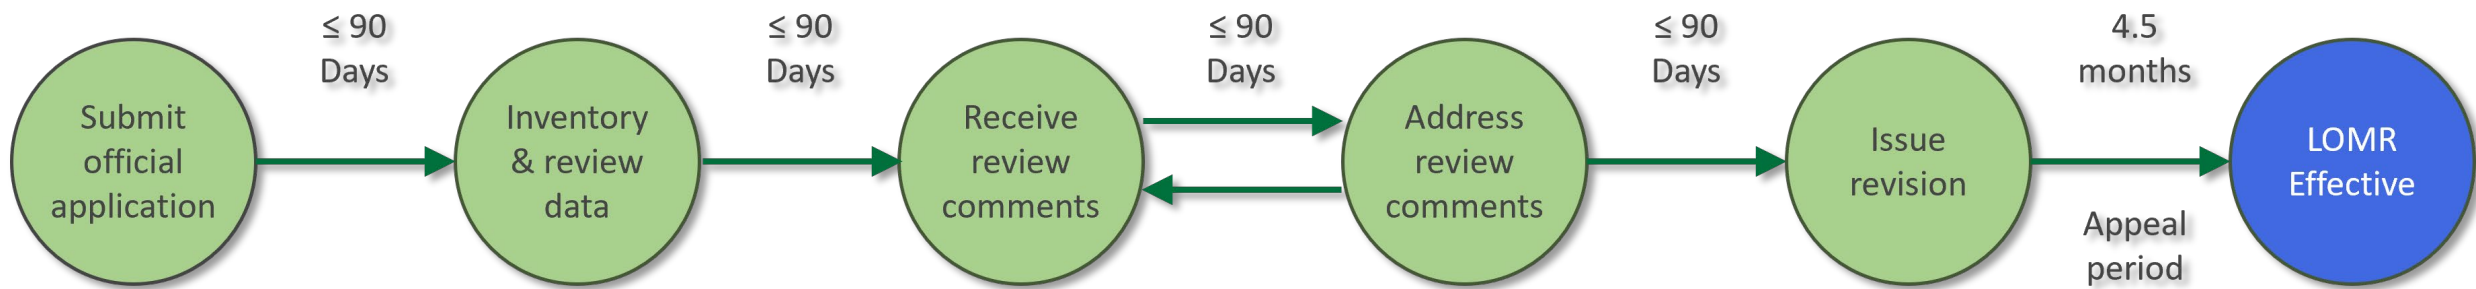 Submit
official
application
≤ 90
Days
Inventory
& review
data
≤ 90
Days
Receive
review
comments
≤ 90
Days
Address
review
comments
≤ 90
Days
Issue
revision
4.5
months
Appeal
period
LOMR
Effective